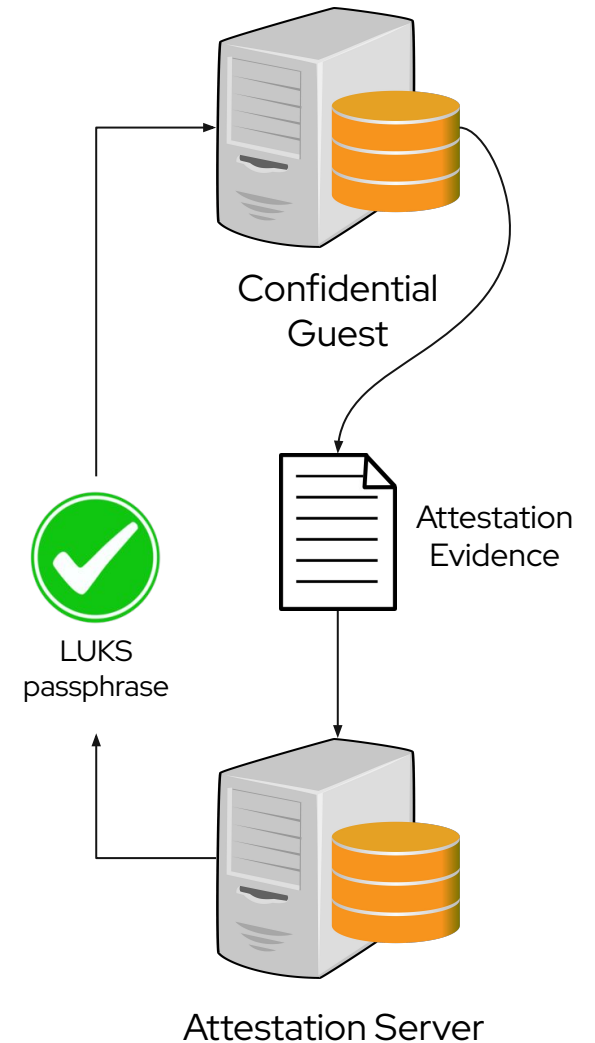 Confidential
Guest
Attestation
Evidence
LUKS
passphrase
Attestation Server